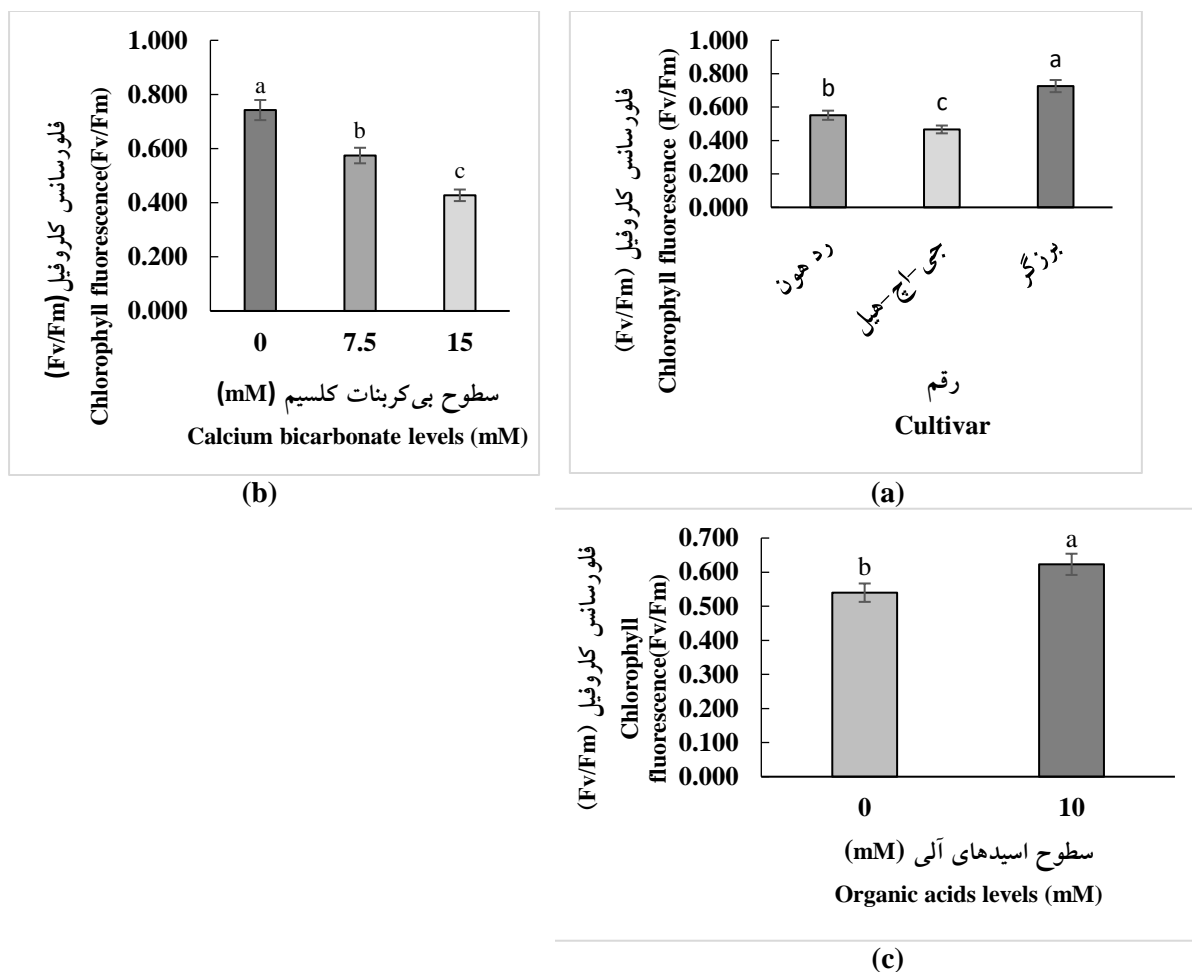 1.000
0.800
0.600
0.400
0.200
0.000
a
b
c
فلورسانس کلروفیل (Fv/Fm)
Chlorophyll fluorescence(Fv/Fm)
0 7.5 15
سطوح بی‌کربنات کلسیم (mM)
Calcium bicarbonate levels (mM)
(b)
1.000
0.800
0.600
0.400
0.200
0.000
b
c
a
فلورسانس کلروفیل (Fv/Fm)
Chlorophyll fluorescence (Fv/Fm)
رد هون
جی-اچ-هیل
برزگر
رقم
Cultivar
(a)
0.700
0.600
0.500
0.400
0.300
0.200
0.100
0.000
b
a
فلورسانس کلروفیل (Fv/Fm)
Chlorophyll
fluorescence(Fv/Fm)
0 10
سطوح اسیدهای آلی (mM)
Organic acids levels (mM)
(c)